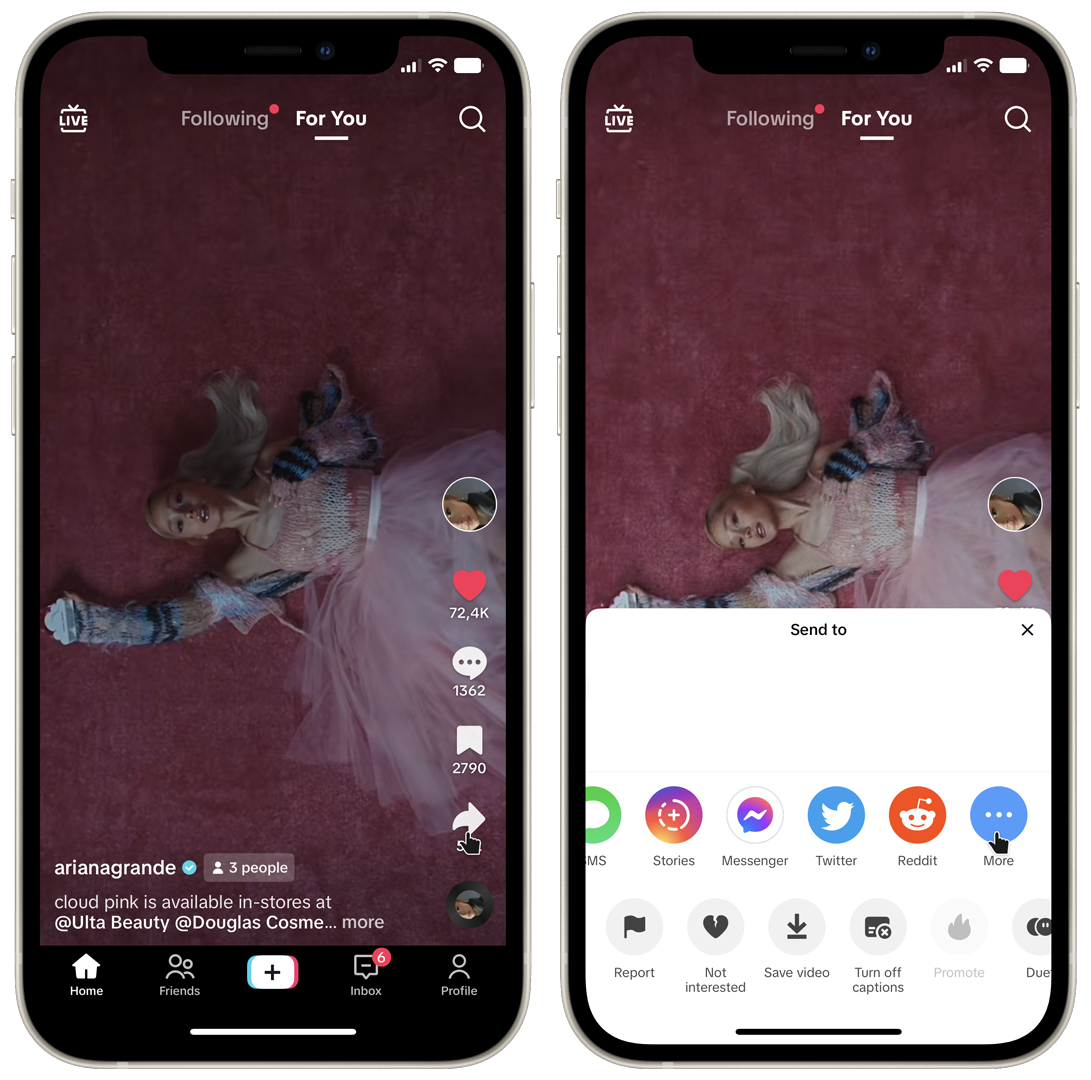 LIVE
Following
For You
72,4K
1362
2790
arianagrande
3 people
cloud pink is available in-stores at
@Ulta Beauty @Douglas Cosme... more
Home
Friends
Inbox
6
Profile
LIVE
Following
For You
Send to
Stories
Messenger
Twitter
Reddit
More
Report
Not
interested
Save video
Turn off
captions
Promote